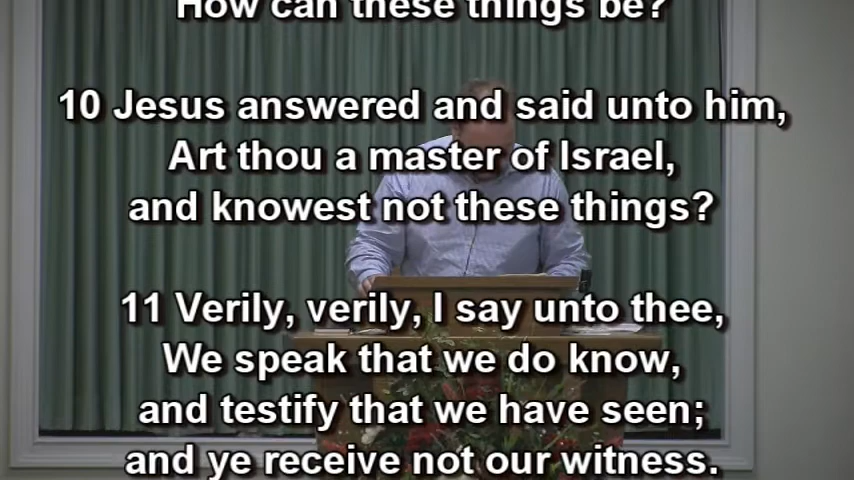 How can these things be?
10 Jesus answered and said unto him,
Art thou a master of Israel,
and knowest not these things?
11 Verily, verily, I say unto thee,
We speak that we do know,
and testify that we have seen;
and ye receive not our witness.